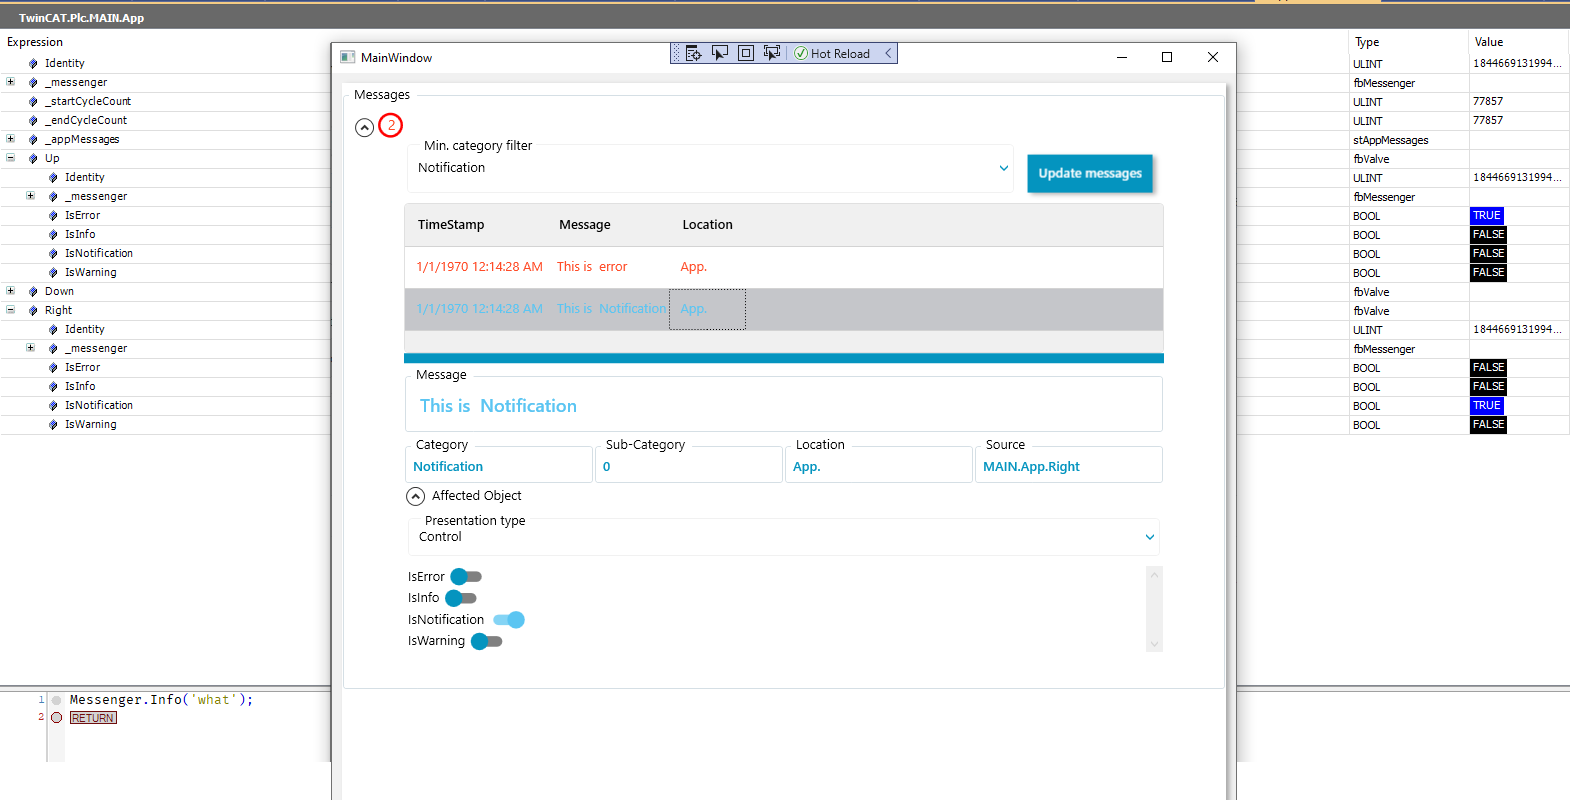 TwinCAT.Plc.MAIN.App
Expression
Type
Value
Identity
ULINT
1844669131994...
_messenger
fbMessenger
_startCycleCount
ULINT
77857
_endCycleCount
ULINT
77857
_appMessages
stAppMessages
Up
fbValve
Identity
ULINT
1844669131994...
_messenger
fbMessenger
IsError
BOOL
TRUE
IsInfo
BOOL
FALSE
IsNotification
BOOL
FALSE
IsWarning
BOOL
FALSE
Down
fbValve
Right
fbValve
Identity
ULINT
1844669131994...
_messenger
fbMessenger
IsError
BOOL
FALSE
IsInfo
BOOL
FALSE
IsNotification
BOOL
TRUE
IsWarning
BOOL
FALSE
1 Messenger.Info('what');
2 RETURN
MainWindow
Hot Reload
Messages
2
Min. category filter
Notification
Update messages
TimeStamp Message Location
1/1/1970 12:14:28 AM This is error App.
1/1/1970 12:14:28 AM This is Notification App.
Message
This is Notification
Category Sub-Category Location Source
Notification 0 App. MAIN.App.Right
Affected Object
Presentation type
Control
IsError
IsInfo
IsNotification
IsWarning